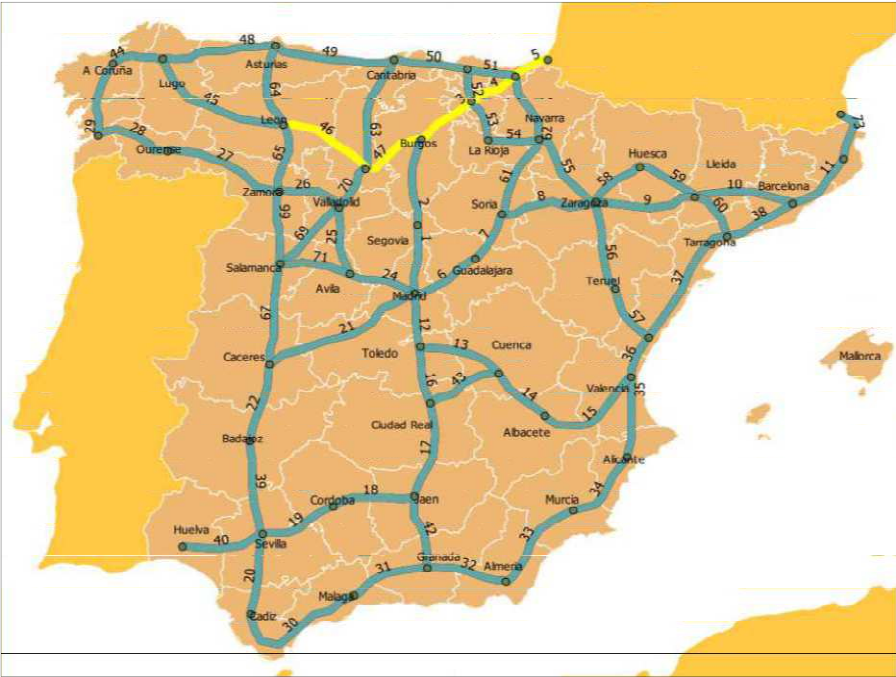 44
48
49
50
51
5
A Coruña
Lugo
Asturias
Cantabria
52
4
3
73
45
64
63
46
47
53
54
Navarra
62
Leon
Burgos
La Rioja
29
28
Ourense
27
65
55
58
Huesca
59
Lleida
10
Barcelona
11
Zamora
26
70
Valladolid
66
69
25
2
61
Soria
8
Zaragoza
9
60
38
Tarragona
Segovia
1
7
Salamanca
71
Avila
24
Madrid
6
Guadalajara
56
Teruel
37
67
21
12
57
Caceres
Toledo
13
Cuenca
36
Mallorca
16
43
14
Valencia
35
22
Ciudad Real
Albacete
15
Badajoz
17
Alicante
39
Cordoba
18
Jaen
Murcia
34
Huelva
40
19
Sevilla
42
33
20
Granada
31
32
Almeria
Malaga
Cadiz
30